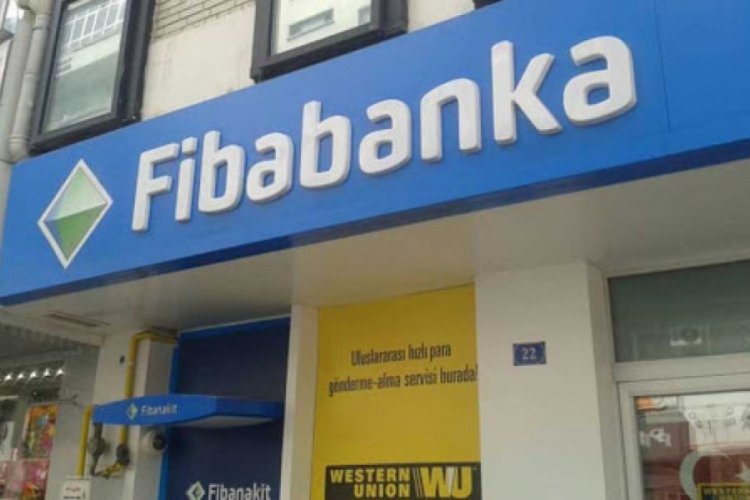 Fibabanka
22
Uluslararası hızlı para
gönderme-alma servisi burada!
Fibanakit
WESTERN
UNION WU
Fibanakit